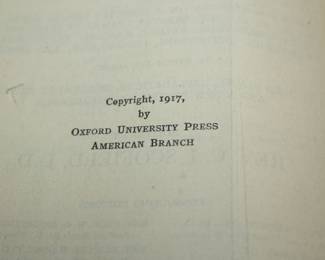 Copyright, 1917,
by
OXFORD UNIVERSITY PRESS
AMERICAN BRANCH